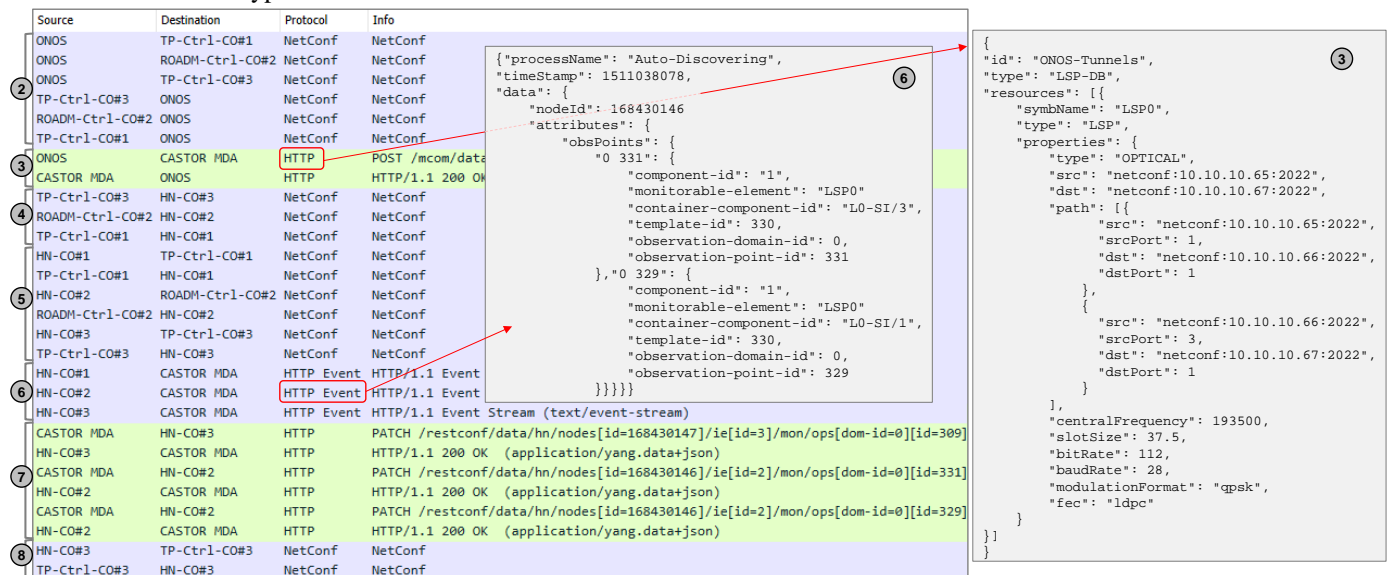 Source Destination Protocol Info
ONOS TP-Ctrl-CO#1 NetConf NetConf
ONOS ROADM-Ctrl-CO#2 NetConf NetConf
ONOS TP-Ctrl-CO#3 NetConf NetConf
2
TP-Ctrl-CO#3 ONOS NetConf NetConf
ROADM-Ctrl-CO#2 ONOS NetConf NetConf
TP-Ctrl-CO#1 ONOS NetConf NetConf
3
ONOS CASTOR MDA HTTP POST /mcom/data
CASTOR MDA ONOS HTTP HTTP/1.1 200 OK
TP-Ctrl-CO#3 HN-CO#3 NetConf NetConf
4
ROADM-Ctrl-CO#2 HN-CO#2 NetConf NetConf
TP-Ctrl-CO#1 HN-CO#1 NetConf NetConf
HN-CO#1 TP-Ctrl-CO#1 NetConf NetConf
TP-Ctrl-CO#1 HN-CO#1 NetConf NetConf
5
HN-CO#2 ROADM-Ctrl-CO#2 NetConf NetConf
ROADM-Ctrl-CO#2 HN-CO#2 NetConf NetConf
HN-CO#3 TP-Ctrl-CO#3 NetConf NetConf
TP-Ctrl-CO#3 HN-CO#3 NetConf NetConf
HN-CO#1 CASTOR MDA HTTP Event HTTP/1.1 Event
6
HN-CO#2 CASTOR MDA HTTP Event HTTP/1.1 Event
HN-CO#3 CASTOR MDA HTTP Event HTTP/1.1 Event Stream (text/event-stream)
CASTOR MDA HN-CO#3 HTTP PATCH /restconf/data/hn/nodes[id=168430147]/ie[id=3]/mon/ops[dom-id=0][id=309]
HN-CO#3 CASTOR MDA HTTP HTTP/1.1 200 OK (application/yang.data+json)
7
CASTOR MDA HN-CO#2 HTTP PATCH /restconf/data/hn/nodes[id=168430146]/ie[id=2]/mon/ops[dom-id=0][id=331]
HN-CO#2 CASTOR MDA HTTP HTTP/1.1 200 OK (application/yang.data+json)
CASTOR MDA HN-CO#2 HTTP PATCH /restconf/data/hn/nodes[id=168430146]/ie[id=2]/mon/ops[dom-id=0][id=329]
HN-CO#2 CASTOR MDA HTTP HTTP/1.1 200 OK (application/yang.data+json)
8
HN-CO#3 TP-Ctrl-CO#3 NetConf NetConf
TP-Ctrl-CO#3 HN-CO#3 NetConf NetConf
{"processName": "Auto-Discovering",
"timeStamp": 1511038078,
6
"data": {
"nodeId": 168430146
"attributes": {
"obsPoints": {
"0 331": {
"component-id": "1",
"monitorable-element": "LSP0"
"container-component-id": "L0-SI/3",
"template-id": 330,
"observation-domain-id": 0,
"observation-point-id": 331
},"0 329": {
"component-id": "1",
"monitorable-element": "LSP0"
"container-component-id": "L0-SI/1",
"template-id": 330,
"observation-domain-id": 0,
"observation-point-id": 329
}}}}}
{
"id": "ONOS-Tunnels",
3
"type": "LSP-DB",
"resources": [{
"symbName": "LSP0",
"type": "LSP",
"properties": {
"type": "OPTICAL",
"src": "netconf:10.10.10.65:2022",
"dst": "netconf:10.10.10.67:2022",
"path": [{
"src": "netconf:10.10.10.65:2022",
"srcPort": 1,
"dst": "netconf:10.10.10.66:2022",
"dstPort": 1
},
{
"src": "netconf:10.10.10.66:2022",
"srcPort": 3,
"dst": "netconf:10.10.10.67:2022",
"dstPort": 1
}
],
"centralFrequency": 193500,
"slotSize": 37.5,
"bitRate": 112,
"baudRate": 28,
"modulationFormat": "qpsk",
"fec": "ldpc"
}
}]
}